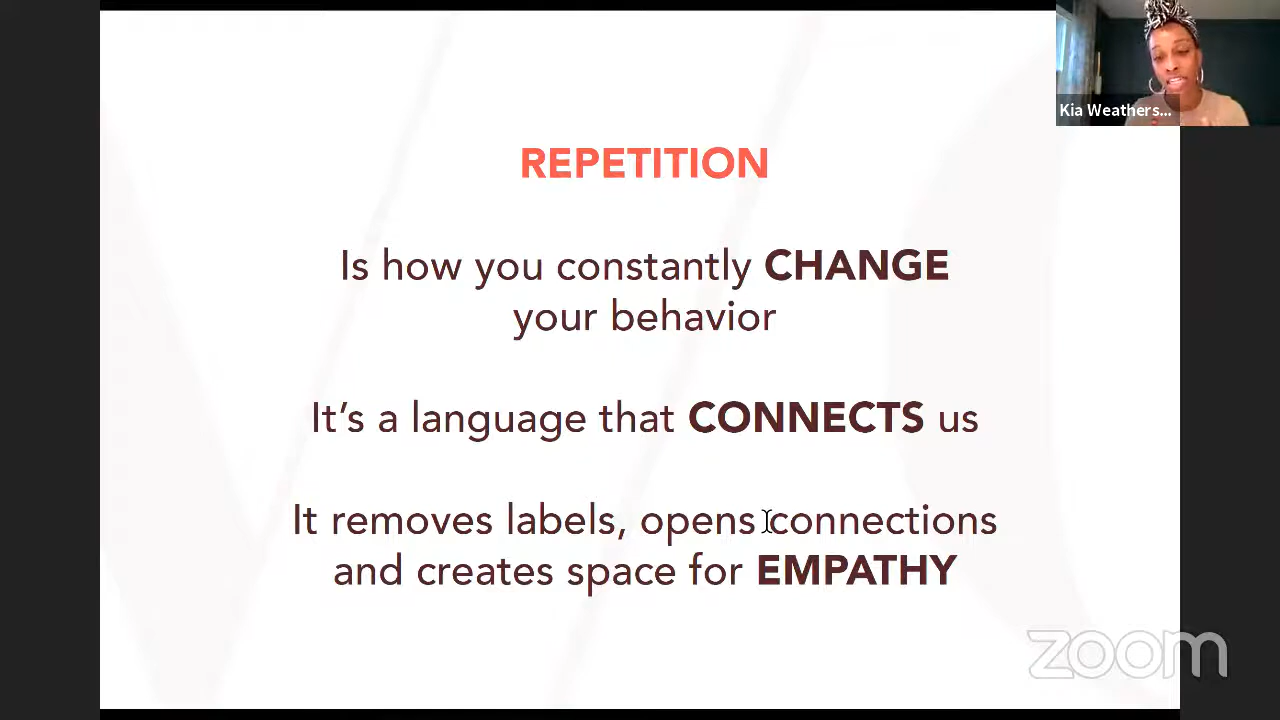 Kia Weathers...
REPETITION
Is how you constantly CHANGE
your behavior
It's a language that CONNECTS us
It removes labels, opens connections
and creates space for EMPATHY
zoom